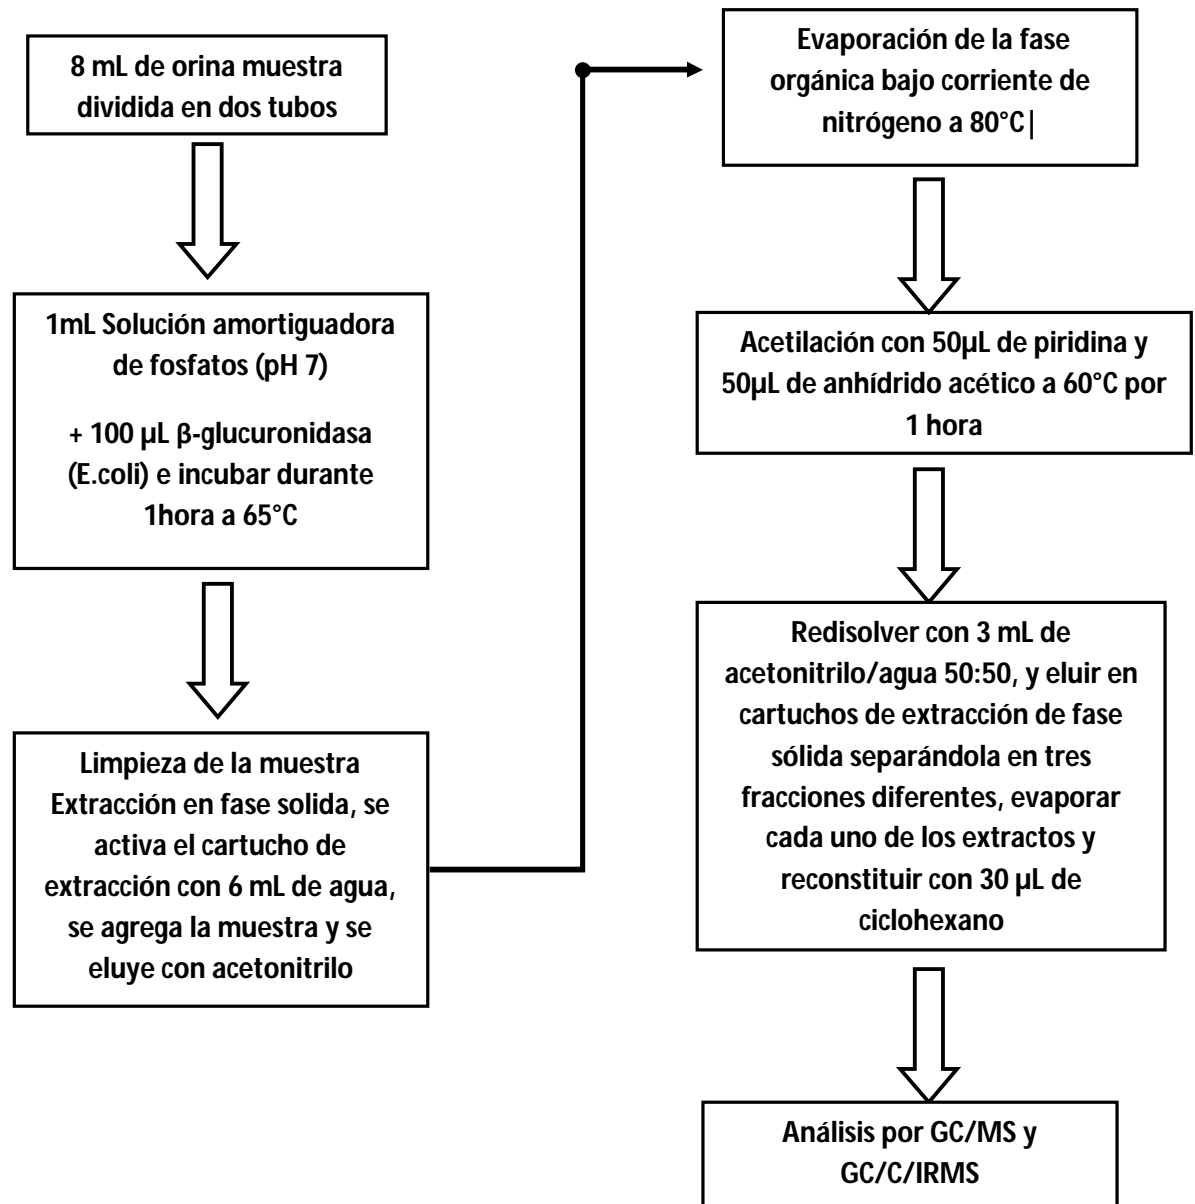 8 mL de orina muestra
dividida en dos tubos
1mL Solución amortiguadora
de fosfatos (pH 7)
+ 100 µL β-glucuronidasa
(E.coli) e incubar durante
1hora a 65°C
Limpieza de la muestra
Extracción en fase solida, se
activa el cartucho de
extracción con 6 mL de agua,
se agrega la muestra y se
eluye con acetonitrilo
Evaporación de la fase
orgánica bajo corriente de
nitrógeno a 80°C|
Acetilación con 50µL de piridina y
50µL de anhídrido acético a 60°C por
1 hora
Redisolver con 3 mL de
acetonitrilo/agua 50:50, y eluir en
cartuchos de extracción de fase
sólida separándola en tres
fracciones diferentes, evaporar
cada uno de los extractos y
reconstituir con 30 µL de
ciclohexano
Análisis por GC/MS y
GC/C/IRMS